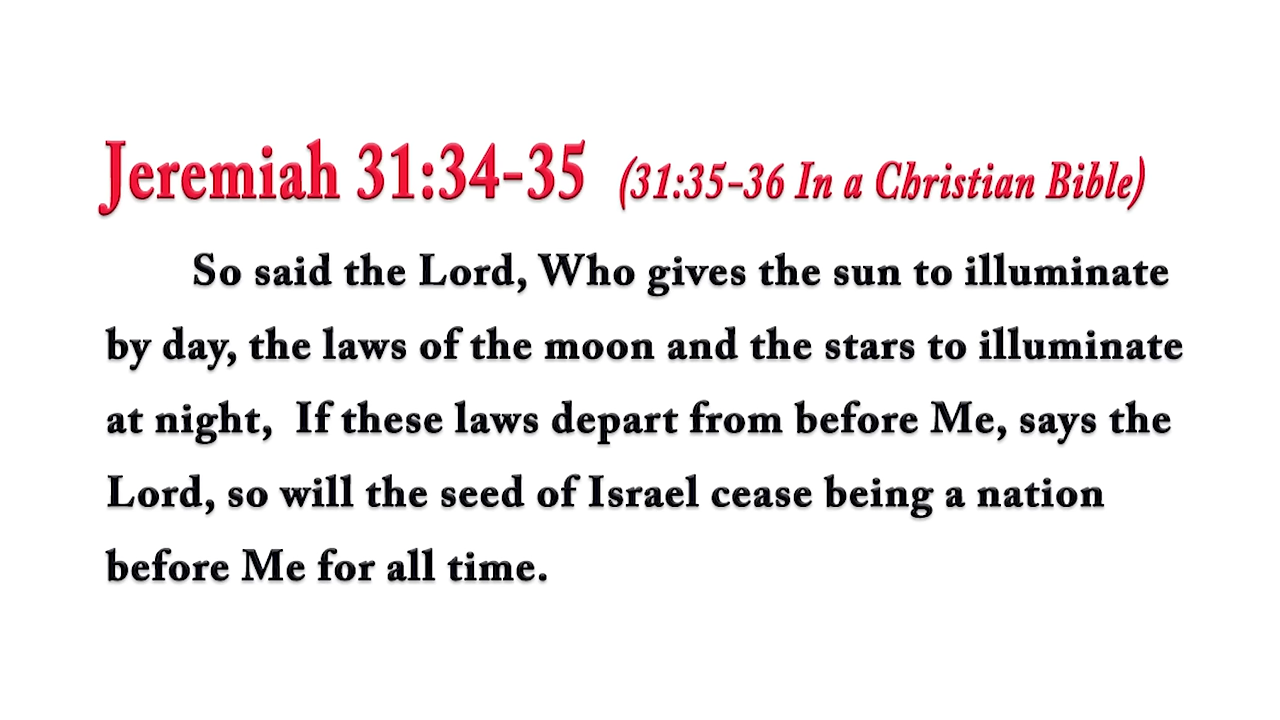 Jeremiah 31:34-35 (31:35-36 In a Christian Bible)
So said the Lord, Who gives the sun to illuminate
by day, the laws of the moon and the stars to illuminate
at night,  If these laws depart from before Me, says the
Lord, so will the seed of Israel cease being a nation
before Me for all time.